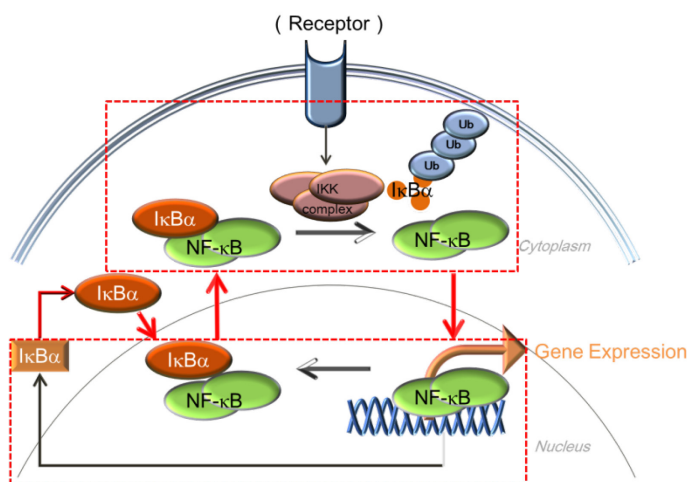 ( Receptor )
Ub
Ub
Ub
IKK
complex
IκBα
IκBα
NF-κB
NF-κB
Cytoplasm
IκBα
IκBα
IκBα
Gene Expression
NF-κB
NF-κB
Nucleus